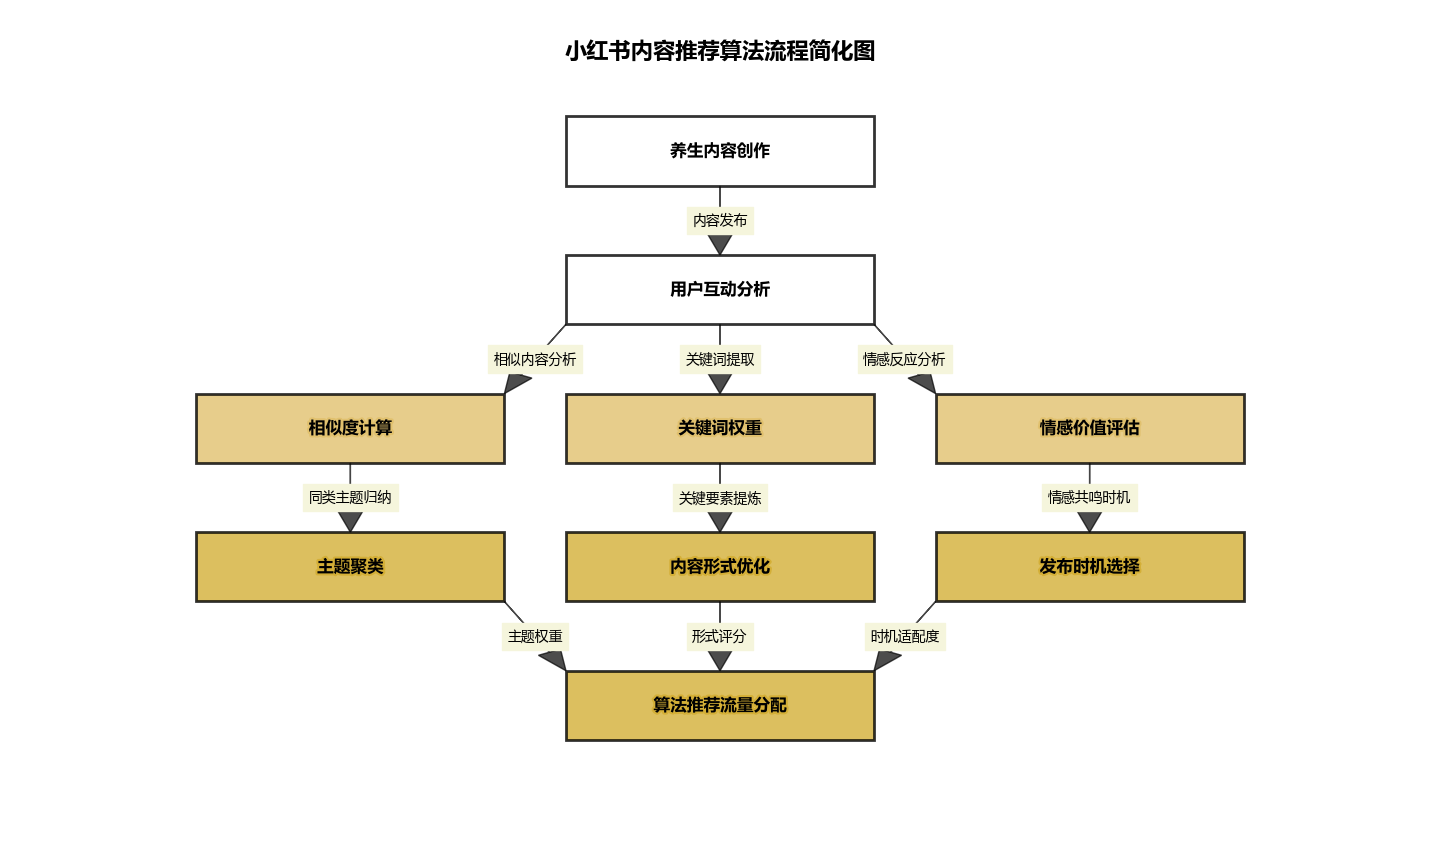 小红书内容推荐算法流程简化图
养生内容创作
内容发布
用户互动分析
相似内容分析
关键词提取
情感反应分析
相似度计算
关键词权重
情感价值评估
同类主题归纳
关键要素提炼
情感共鸣时机
主题聚类
内容形式优化
发布时机选择
主题权重
形式评分
时机适配度
算法推荐流量分配